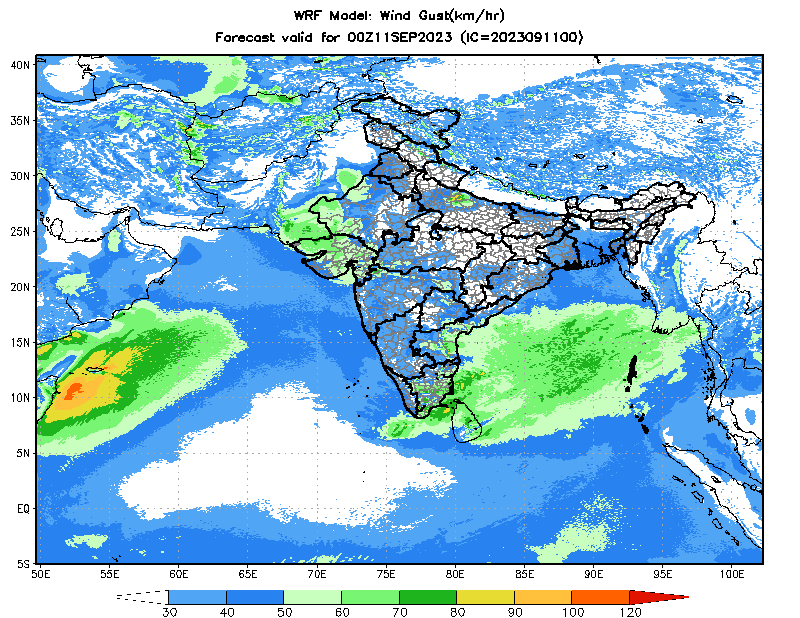 WRF Model: Wind Gust(km/hr)
Forecast valid for 00Z11SEP2023 (IC=2023091100)
40N
35N
30N
25N
20N
15N
10N
5N
EQ
5S
50E 55E 60E 65E 70E 75E 80E 85E 90E 95E 100E
30 40 50 60 70 80 90 100 120